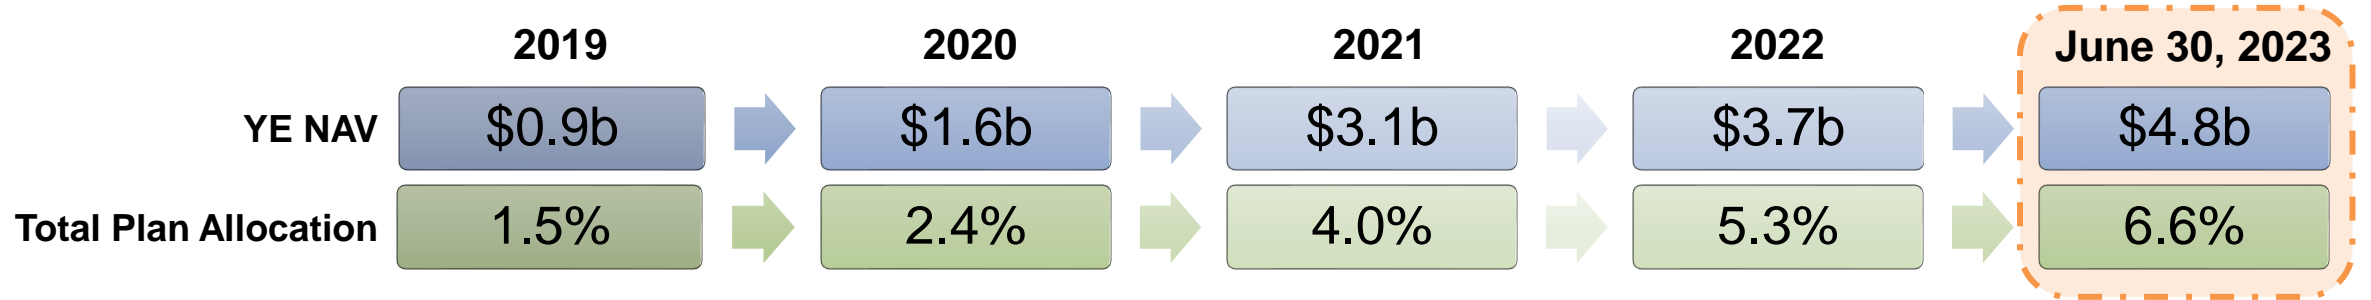 2019 2020 2021 2022 June 30, 2023
YE NAV $0.9b $1.6b $3.1b $3.7b $4.8b
Total Plan Allocation 1.5% 2.4% 4.0% 5.3% 6.6%